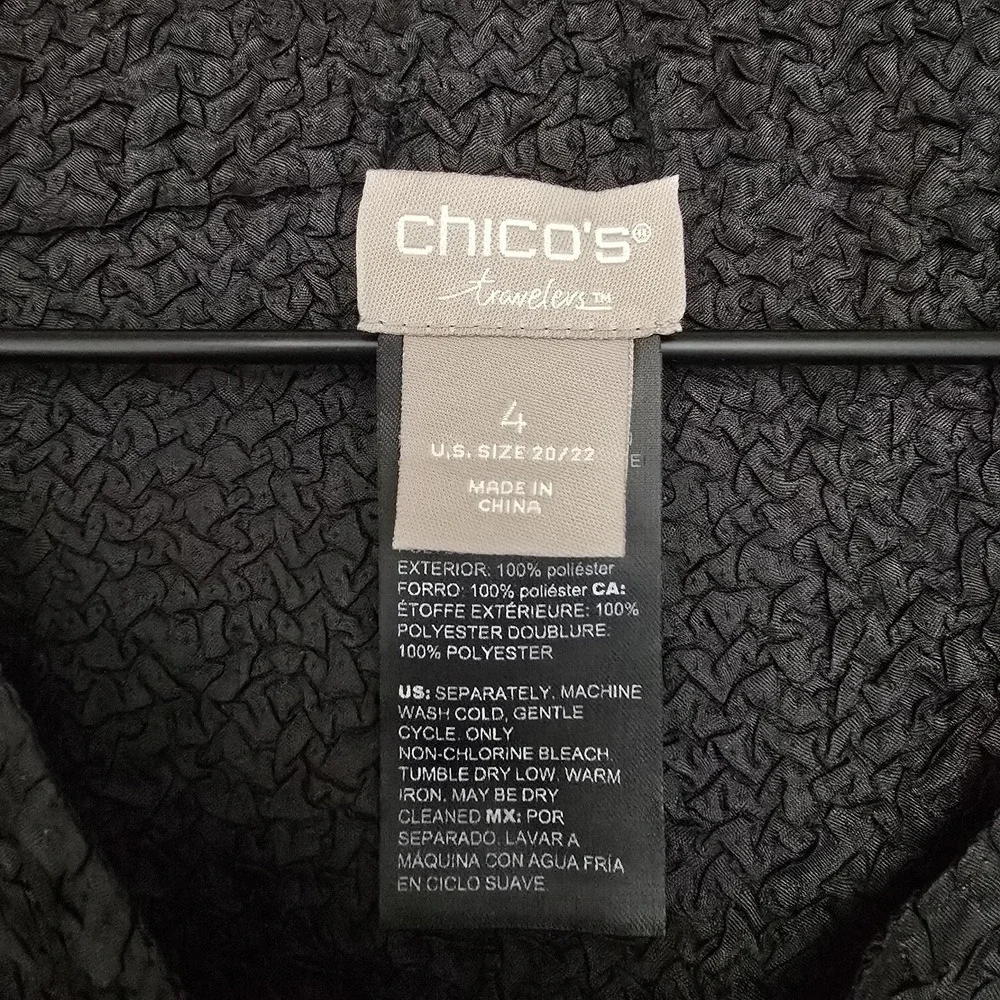 chico's®
travelers™
4
U.S. SIZE 20/22
E
MADE IN
CHINA
EXTERIOR: 100% poliéster
FORRO: 100% poliéster CA:
ÉTOFFE EXTÉRIEURE: 100%
POLYESTER DOUBLURE:
100% POLYESTER
US: SEPARATELY. MACHINE
WASH COLD, GENTLE
CYCLE. ONLY
NON-CHLORINE BLEACH.
TUMBLE DRY LOW. WARM
IRON. MAY BE DRY
CLEANED MX: POR
SEPARADO. LAVAR A
MÁQUINA CON AGUA FRÍA
EN CICLO SUAVE.